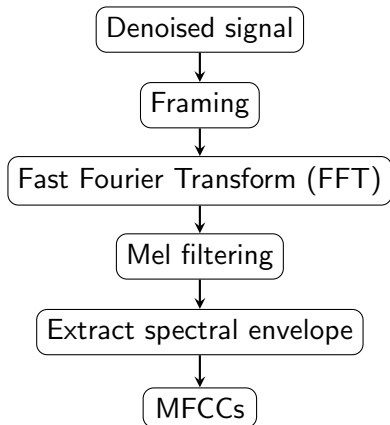 Denoised signal
Framing
Fast Fourier Transform (FFT)
Mel filtering
Extract spectral envelope
MFCCs